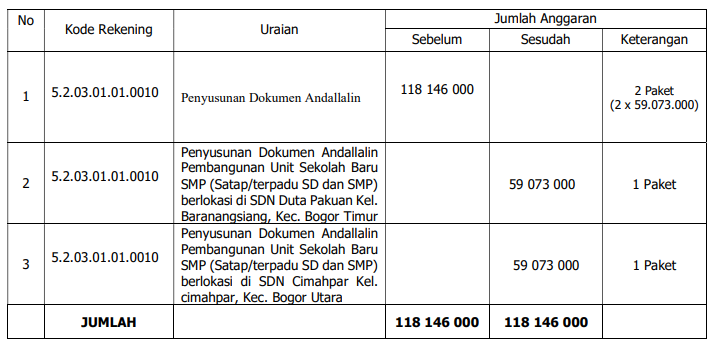 No
Kode Rekening
Uraian
Jumlah Anggaran
Sebelum
Sesudah
Keterangan
1
5.2.03.01.01.0010
Penyusunan Dokumen Andallalin
118 146 000
2 Paket
(2 x 59.073.000)
2
5.2.03.01.01.0010
Penyusunan Dokumen Andallalin
Pembangunan Unit Sekolah Baru
SMP (Satap/terpadu SD dan SMP)
berlokasi di SDN Duta Pakuan Kel.
Baranangsiang, Kec. Bogor Timur
59 073 000
1 Paket
3
5.2.03.01.01.0010
Penyusunan Dokumen Andallalin
Pembangunan Unit Sekolah Baru
SMP (Satap/terpadu SD dan SMP)
berlokasi di SDN Cimahpar Kel.
cimahpar, Kec. Bogor Utara
59 073 000
1 Paket
JUMLAH
118 146 000
118 146 000